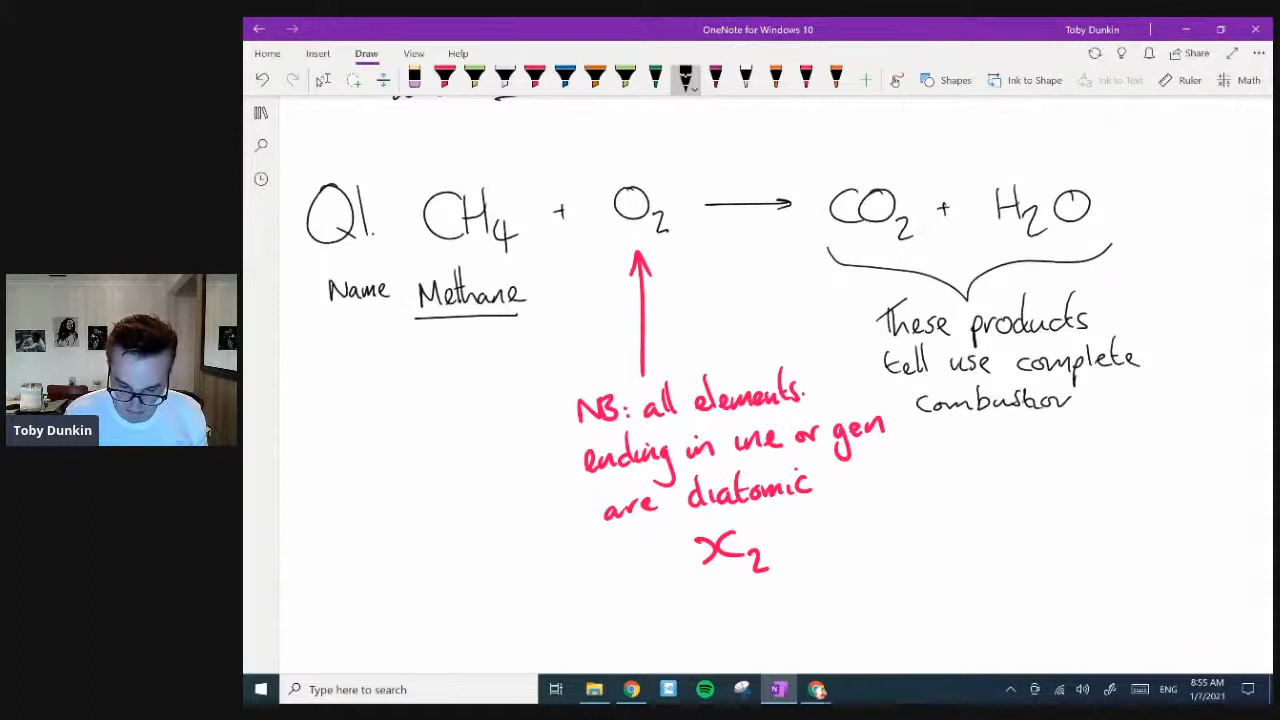 OneNote for Windows 10
Toby Dunkin
Home Insert Draw View Help
Share
Shapes
Ink to Shape
Ink to Text
Ruler
Math
Q1. CH4 + O2 → CO2 + H2O
Name Methane
These products
tell use complete
combustion
NB: all elements.
ending in ine or gen
are diatomic
x2
Toby Dunkin
Type here to search
ENG
8:55 AM
1/7/2021